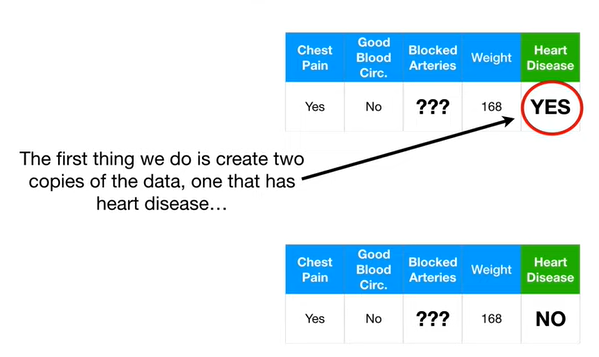 Chest Pain Good Blood Circ. Blocked Arteries Weight Heart Disease
Yes No ??? 168 YES
The first thing we do is create two
copies of the data, one that has
heart disease…
Chest Pain Good Blood Circ. Blocked Arteries Weight Heart Disease
Yes No ??? 168 NO